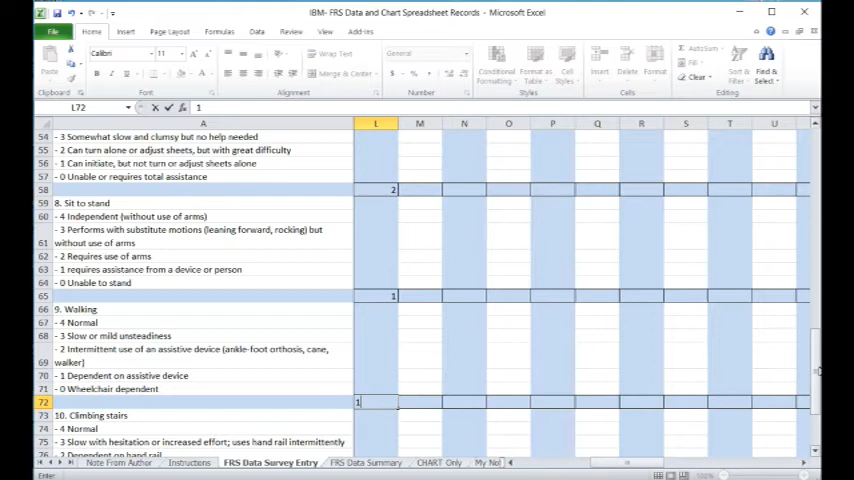 IBM- FRS Data and Chart Spreadsheet Records - Microsoft Excel
File Home Insert Page Layout Formulas Data Review View Add-Ins
Calibri 11 Wrap Text General AutoSum
Fill
Paste Merge & Center Conditional Formatting Format as Table Cell Styles Insert Delete Format Clear Sort & Filter Find & Select
Clipboard Font Alignment Number Styles Cells Editing
L72 fx 1
A L M N O P Q R S T U
54 - 3 Somewhat slow and clumsy but no help needed
55 - 2 Can turn alone or adjust sheets, but with great difficulty
56 - 1 Can initiate, but not turn or adjust sheets alone
57 - 0 Unable or requires total assistance
58 2
59 8. Sit to stand
60 - 4 Independent (without use of arms)
- 3 Performs with substitute motions (leaning forward, rocking) but
61 without use of arms
62 - 2 Requires use of arms
63 - 1 requires assistance from a device or person
64 - 0 Unable to stand
65 1
66 9. Walking
67 - 4 Normal
68 - 3 Slow or mild unsteadiness
- 2 Intermittent use of an assistive device (ankle-foot orthosis, cane,
69 walker)
70 - 1 Dependent on assistive device
71 - 0 Wheelchair dependent
72 1
73 10. Climbing stairs
74 - 4 Normal
75 - 3 Slow with hesitation or increased effort; uses hand rail intermittently
76 - 2 Dependent on hand rail
Note From Author Instructions FRS Data Survey Entry FRS Data Summary CHART Only My Not
Enter 100%